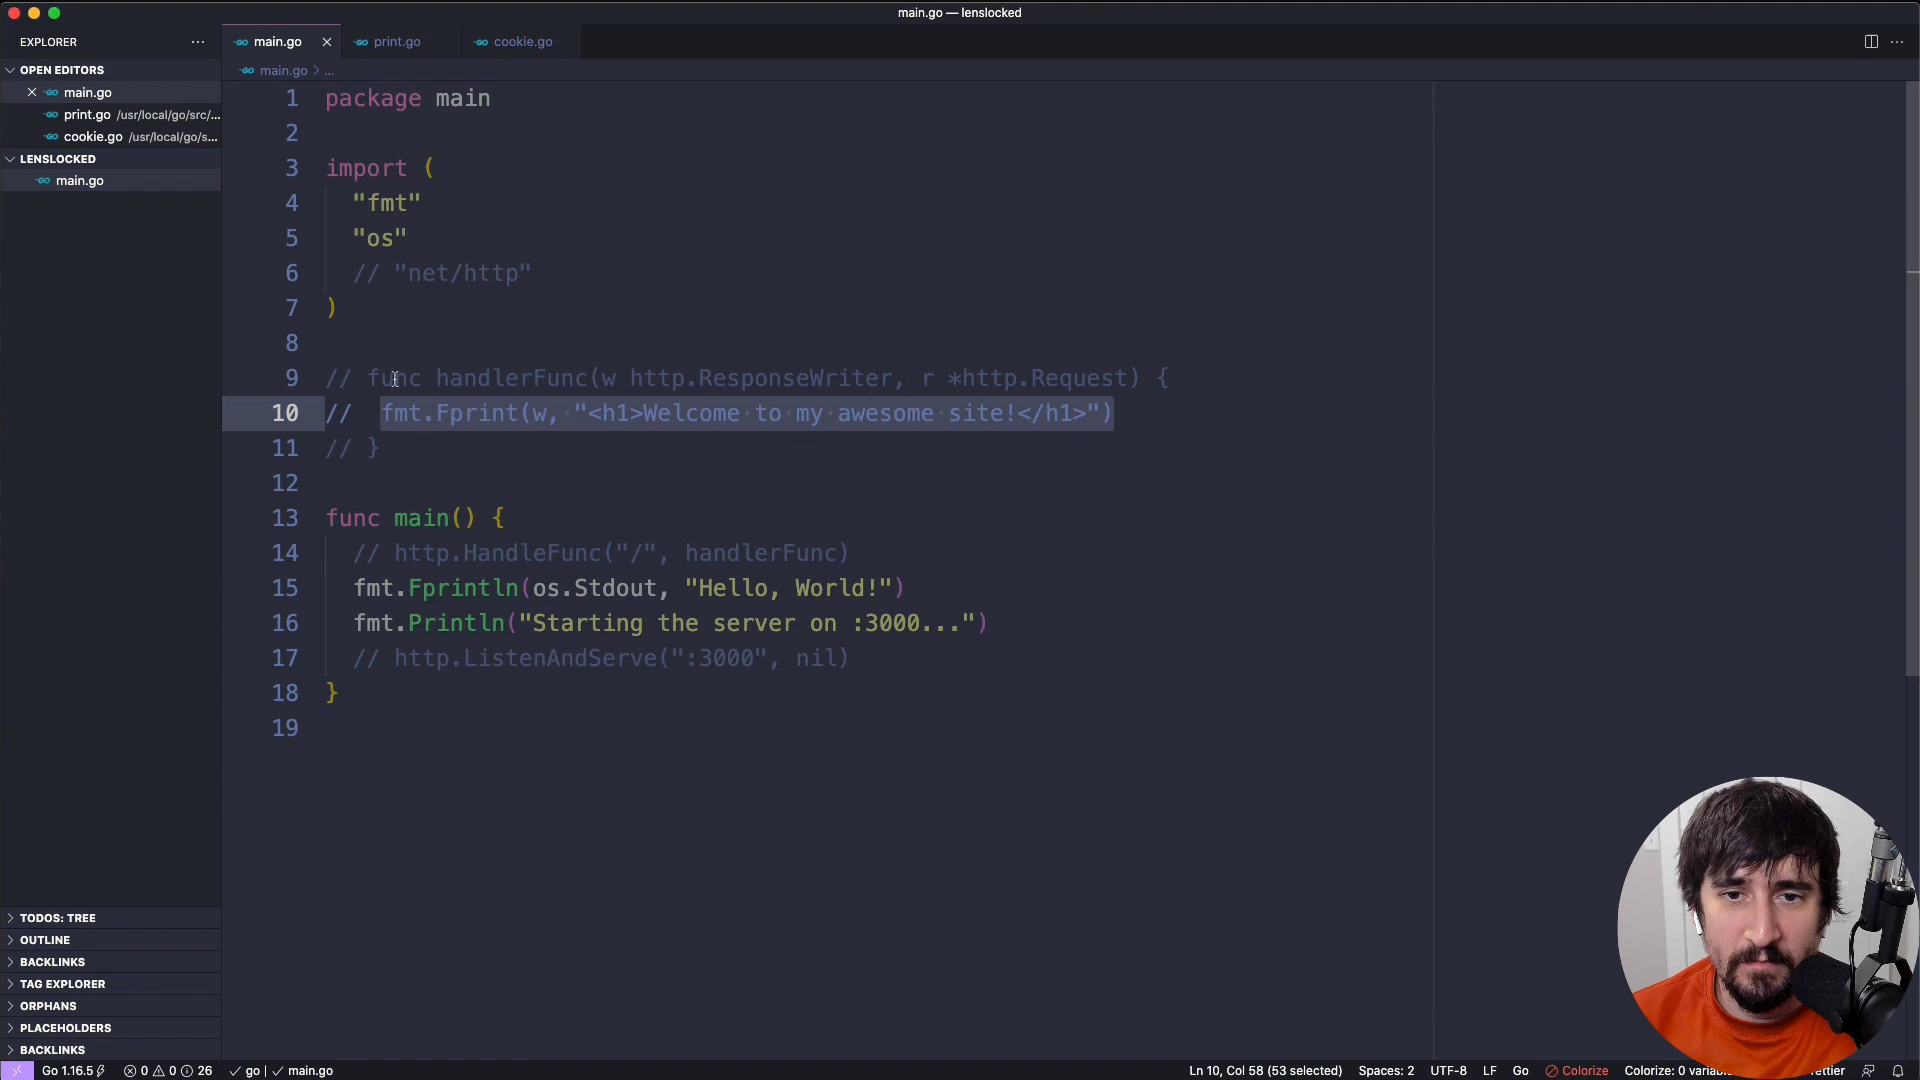 main.go — lenslocked
EXPLORER
main.go
print.go
cookie.go
OPEN EDITORS
main.go > ...
main.go
print.go /usr/local/go/src/...
cookie.go /usr/local/go/s...
LENSLOCKED
main.go
1 package main
2
3 import (
4 "fmt"
5 "os"
6 // "net/http"
7 )
8
9 // func handlerFunc(w http.ResponseWriter, r *http.Request) {
10 // fmt.Fprint(w, "<h1>Welcome to my awesome site!</h1>")
11 // }
12
13 func main() {
14 // http.HandleFunc("/", handlerFunc)
15 fmt.Fprintln(os.Stdout, "Hello, World!")
16 fmt.Println("Starting the server on :3000...")
17 // http.ListenAndServe(":3000", nil)
18 }
19
TODOS: TREE
OUTLINE
BACKLINKS
TAG EXPLORER
ORPHANS
PLACEHOLDERS
BACKLINKS
Go 1.16.5 0 0 26 go | main.go Ln 10, Col 58 (53 selected) Spaces: 2 UTF-8 LF Go Colorize Colorize: 0 varia